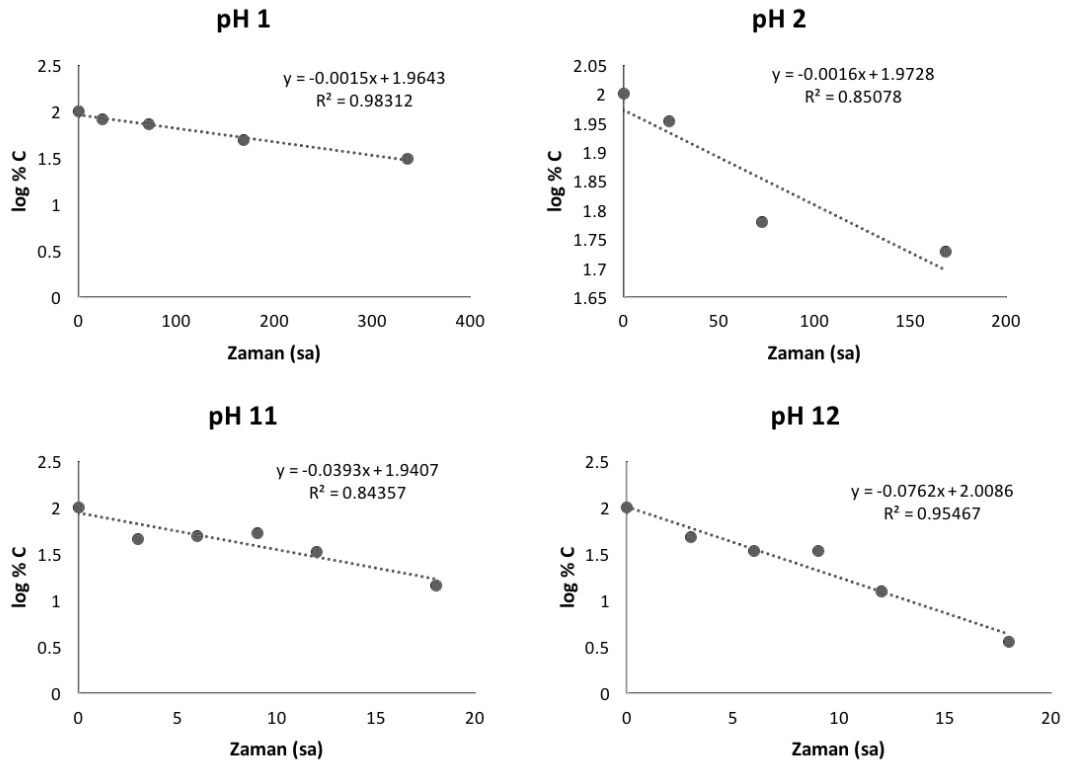 pH 1
2.5
2
1.5
1
0.5
0
0 100 200 300 400
log % C
Zaman (sa)
y = -0.0015x + 1.9643
R² = 0.98312
pH 2
2.05
2
1.95
1.9
1.85
1.8
1.75
1.7
1.65
0 50 100 150 200
log % C
Zaman (sa)
y = -0.0016x + 1.9728
R² = 0.85078
pH 11
2.5
2
1.5
1
0.5
0
0 5 10 15 20
log % C
Zaman (sa)
y = -0.0393x + 1.9407
R² = 0.84357
pH 12
2.5
2
1.5
1
0.5
0
0 5 10 15 20
log % C
Zaman (sa)
y = -0.0762x + 2.0086
R² = 0.95467